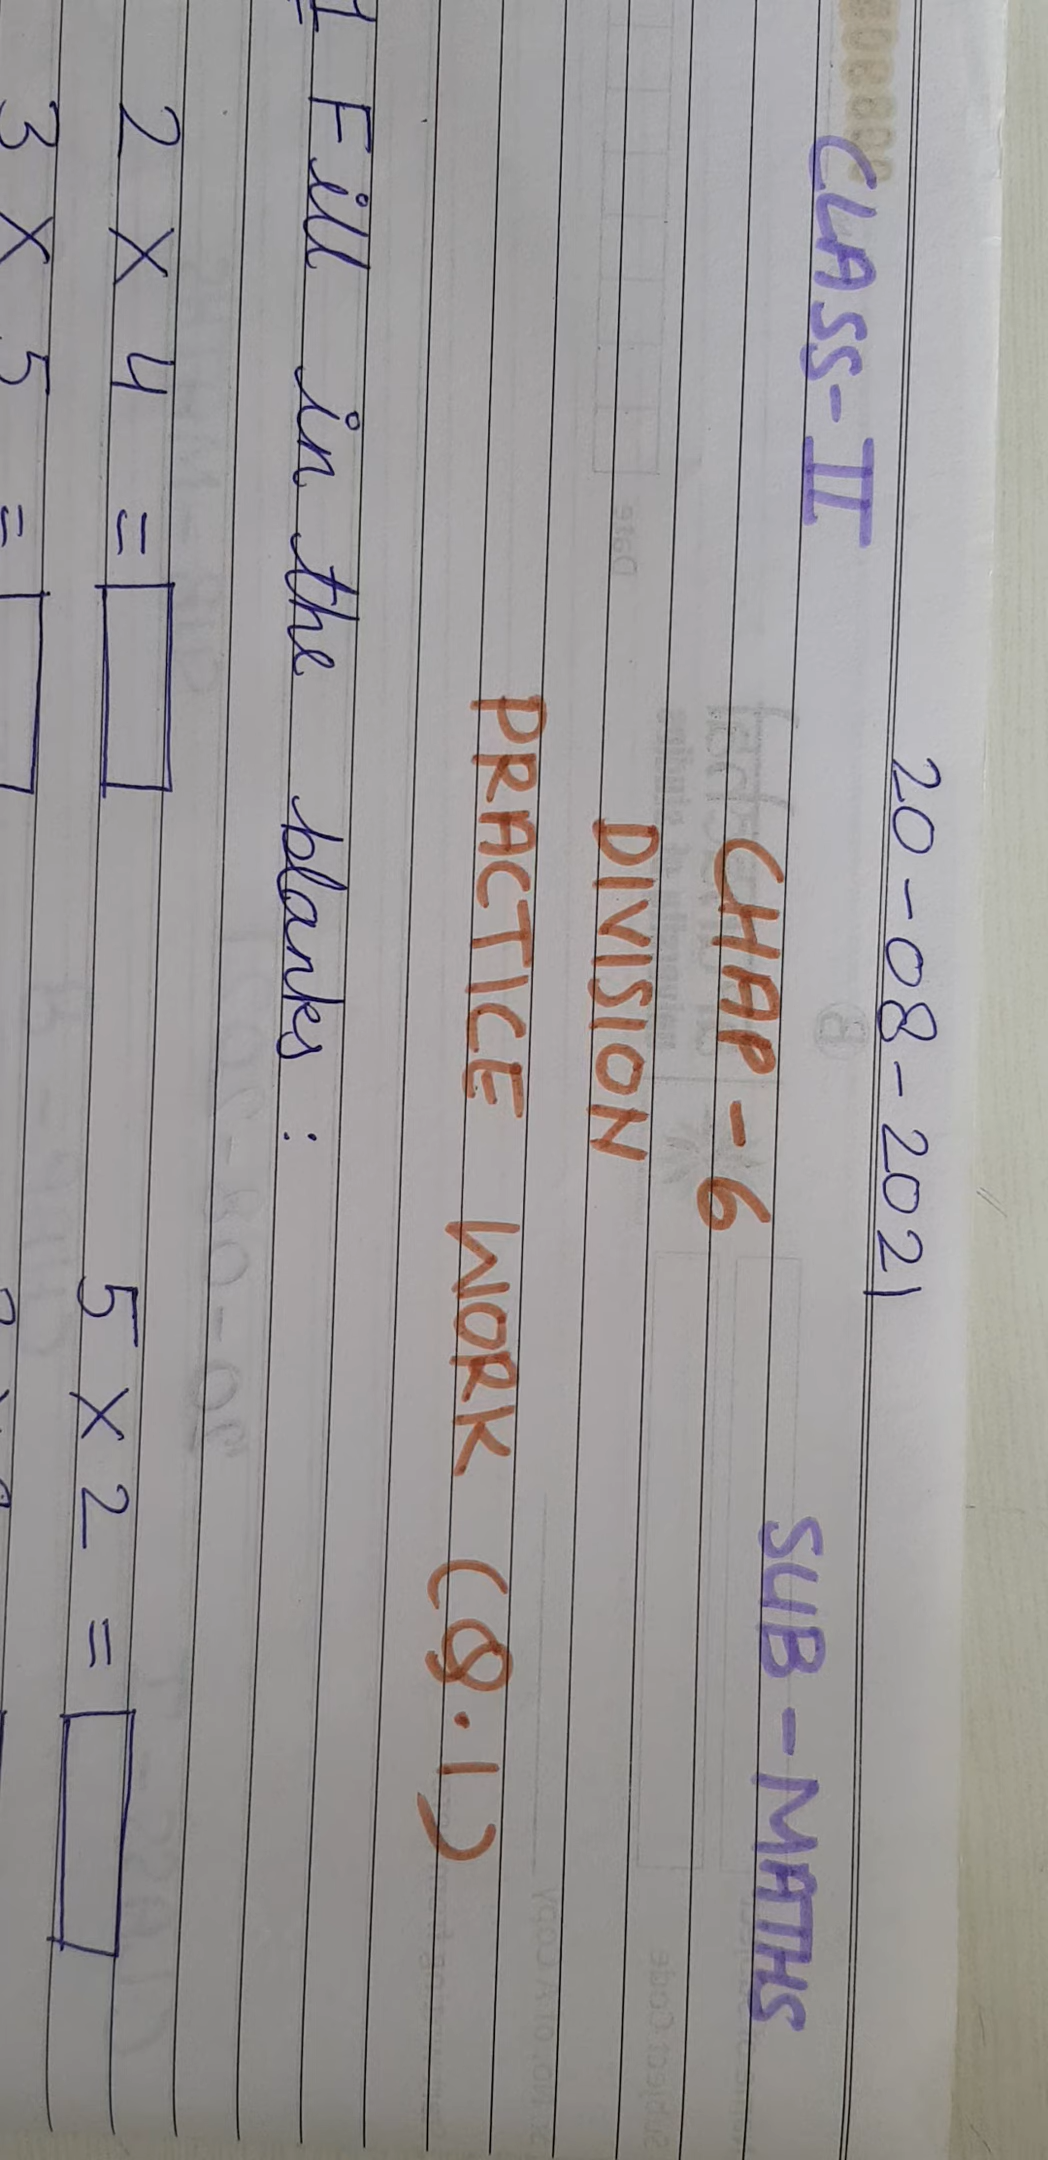 20-08-2021
CLASS-II SUB-MATHS
CHAP-6
DIVISION
PRACTICE WORK (8.1)
1 Fill in the blanks :
2 × 4 = 5 × 2 =
3 × 5 =